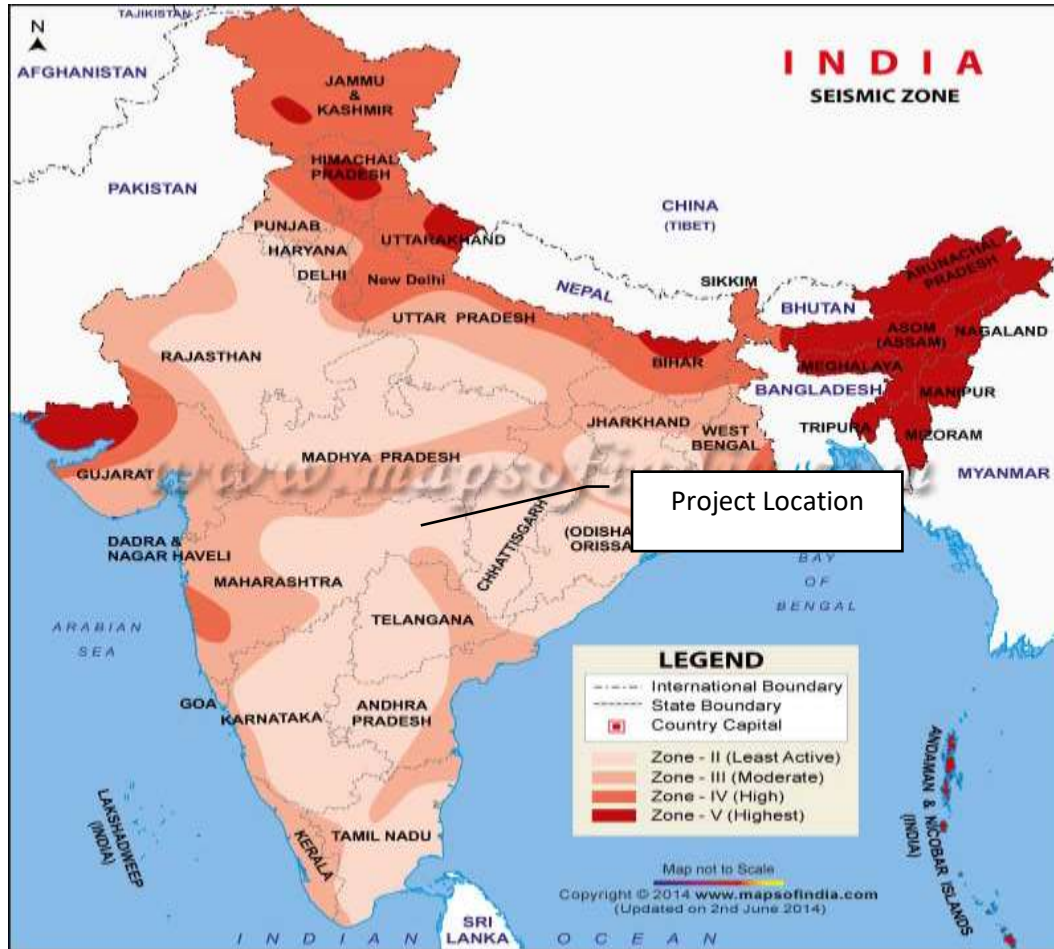 TAJIKISTAN
N
AFGHANISTAN
INDIA
SEISMIC ZONE
JAMMU
&
KASHMIR
HIMACHAL
PRADESH
PAKISTAN
CHINA
(TIBET)
PUNJAB
UTTARAKHAND
HARYANA
DELHI
New Delhi
NEPAL
SIKKIM
BHUTAN
ARUNACHAL
PRADESH
UTTAR PRADESH
ASOM
(ASSAM)
NAGALAND
RAJASTHAN
BIHAR
MEGHALAYA
BANGLADESH
MANIPUR
JHARKHAND
WEST
BENGAL
TRIPURA
MIZORAM
MADHYA PRADESH
GUJARAT
MYANMAR
Project Location
DADRA &
NAGAR HAVELI
CHHATTISGARH
(ODISHA
ORISSA
MAHARASHTRA
BAY
OF
BENGAL
TELANGANA
ARABIAN
SEA
GOA
KARNATAKA
ANDHRA
PRADESH
LEGEND
International Boundary
State Boundary
Country Capital
Zone - II (Least Active)
Zone - III (Moderate)
Zone - IV (High)
Zone - V (Highest)
LAKSHADWEEP
(INDIA)
KERALA
TAMIL NADU
ANDAMAN & NICOBAR ISLANDS
(INDIA)
Map not to Scale
Copyright © 2014 www.mapsofindia.com
(Updated on 2nd June 2014)
SRI
LANKA
INDIAN OCEAN